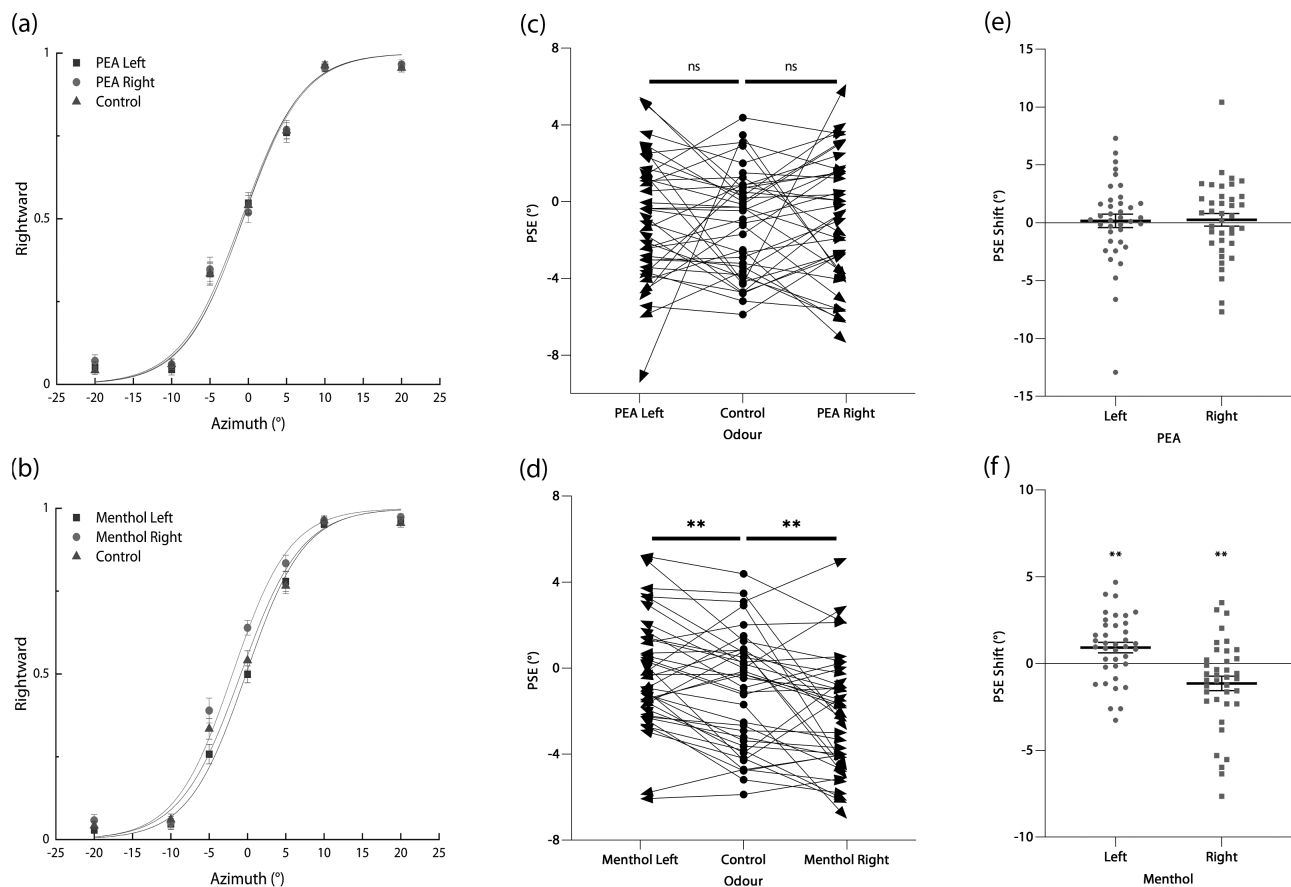 (a)
PEA Left
PEA Right
Control
1
0.5
0
Rightward
-25 -20 -15 -10 -5 0 5 10 15 20 25
Azimuth (°)
(c)
8
4
0
-4
-8
PSE (°)
ns ns
PEA Left Control PEA Right
Odour
(e)
15
10
5
0
-5
-10
-15
PSE Shift (°)
Left Right
PEA
(b)
Menthol Left
Menthol Right
Control
1
0.5
0
Rightward
-25 -20 -15 -10 -5 0 5 10 15 20 25
Azimuth (°)
(d)
8
4
0
-4
-8
PSE (°)
** **
Menthol Left Control Menthol Right
Odour
(f)
10
5
0
-5
-10
PSE Shift (°)
** **
Left Right
Menthol